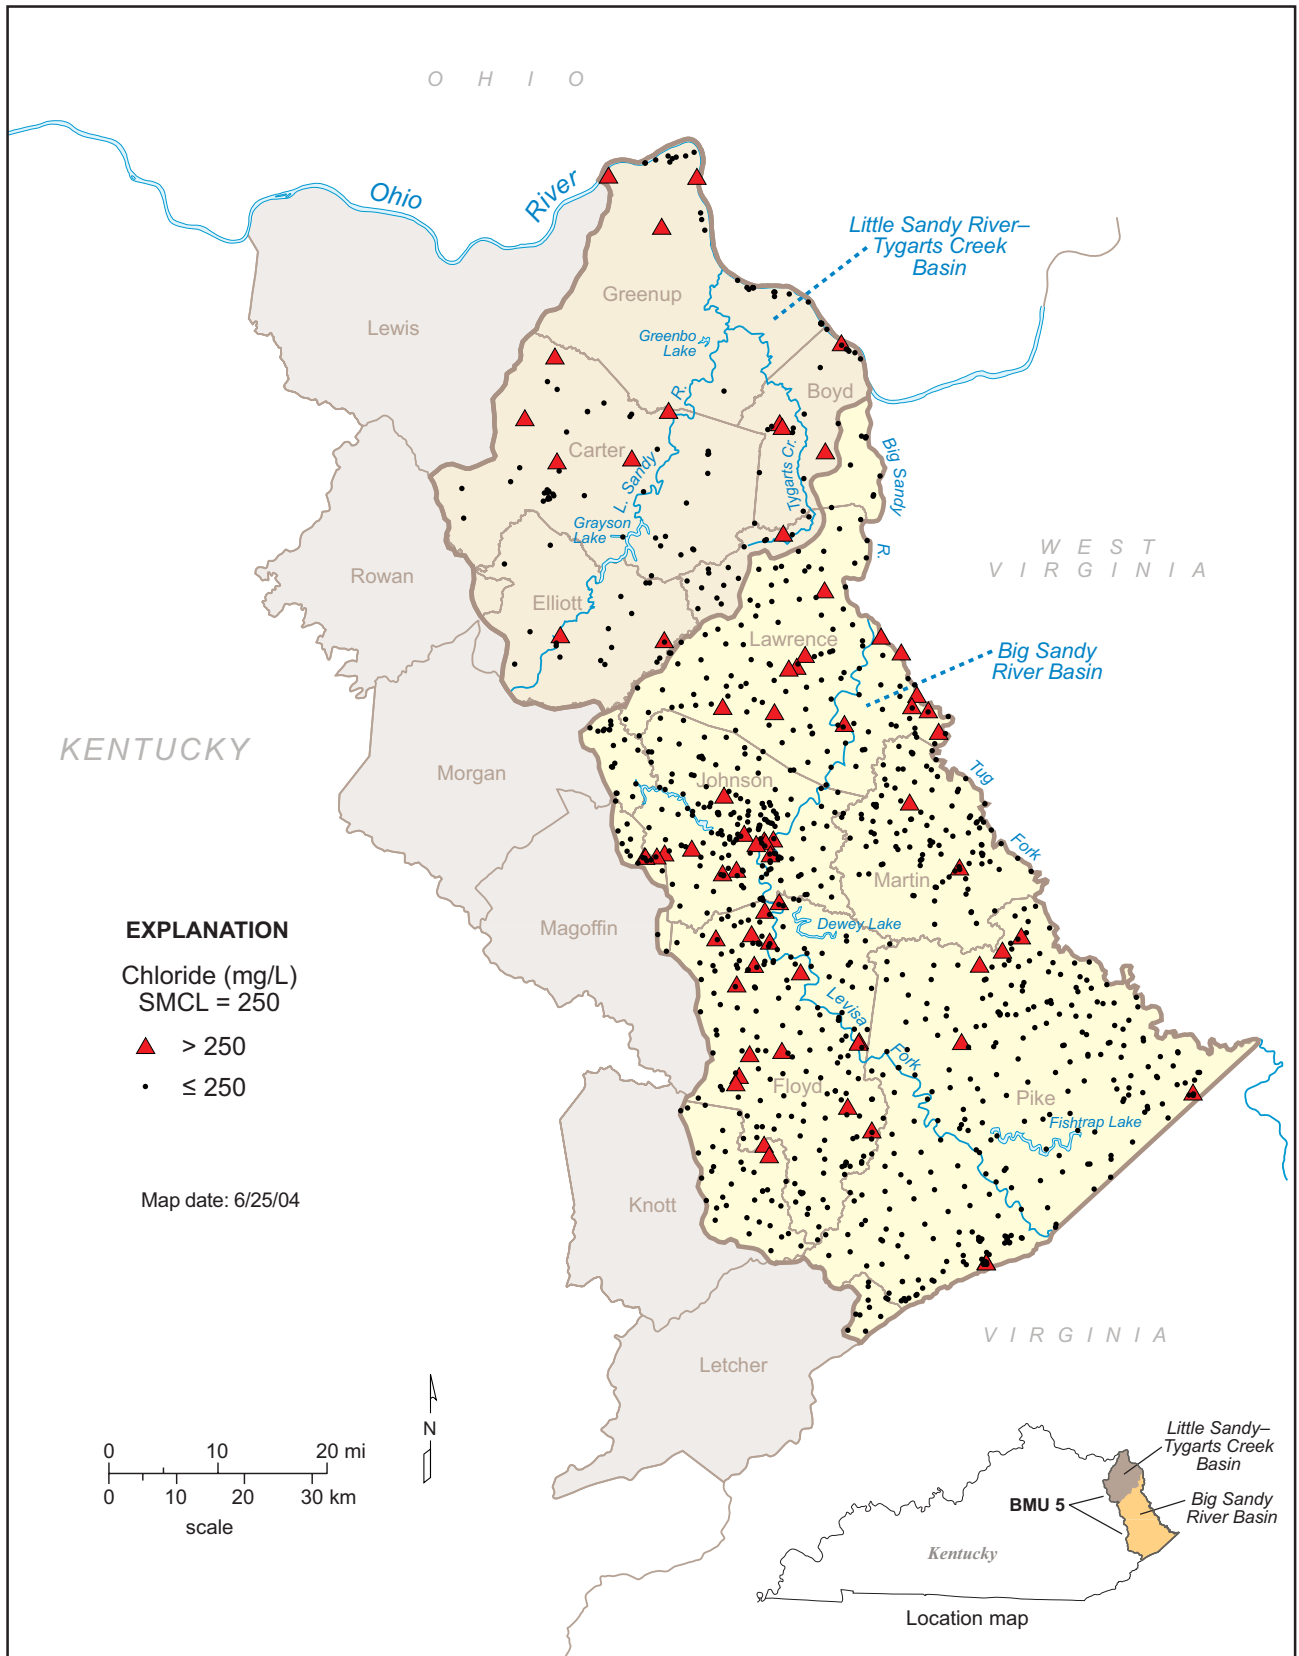 O H I O
Ohio
River
Little Sandy River–
Tygarts Creek
Basin
Greenup
Lewis
Greenbo
Lake
R.
Boyd
Carter
L. Sandy
Tygarts Cr.
Big Sandy
R.
Grayson
Lake
WEST
VIRGINIA
Rowan
Elliott
Lawrence
Big Sandy
River Basin
KENTUCKY
Morgan
Johnson
Tug
Fork
Martin
Magoffin
Dewey Lake
EXPLANATION
Chloride (mg/L)
SMCL = 250
> 250
≤ 250
Levisa
Fork
Floyd
Pike
Fishtrap Lake
Map date: 6/25/04
Knott
VIRGINIA
Letcher
N
0 10 20 mi
0 10 20 30 km
scale
Little Sandy–
Tygarts Creek
Basin
BMU 5
Big Sandy
River Basin
Kentucky
Location map